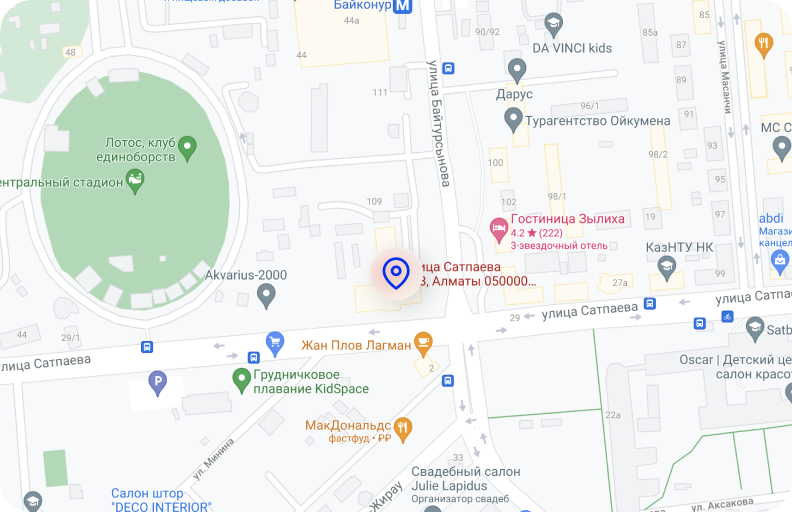 Байконур
M
48
90/92
85а
87
DA VINCI kids
улица Масанчи
улица Байтурсынова
85
89
111
Дарус
96/1
Турагентство Ойкумена
91
МС С
Лотос, клуб
единоборств
93
98/2
100
ентральный стадион
98/1
95
109
102
19
97
Гостиница Зылиха
4.2 ★ (222)
3-звездочный отель
abdi
Магази
канцел
КазНТУ НК
Akvarius-2000
ица Сатпаева
3, Алматы 050000...
27а
29
улица Сатпаева
улица Сатпа
44
29/1
Жан Плов Лагман
Satb
улица Сатпаева
P
Грудничковое
плавание KidSpace
2
Oscar | Детский це
салон красо
22а
МакДональдс
фастфуд • ₽₽
ул. Минина
33
Свадебный салон
Julie Lapidus
Организатор свадеб
Жирау
Салон штор
"DECO INTERIOR"
ул. Аксакова